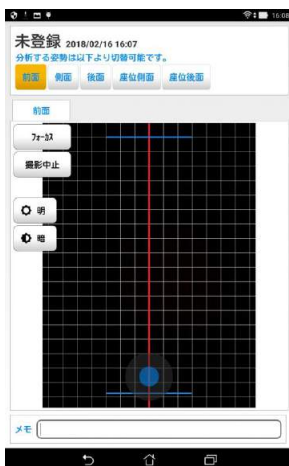 16:08
未登録 2018/02/16 16:07
分析する姿勢は以下より切替可能です。
前面 側面 後面 座位側面 座位後面
前面
フォーカス
撮影中止
明
暗
メモ